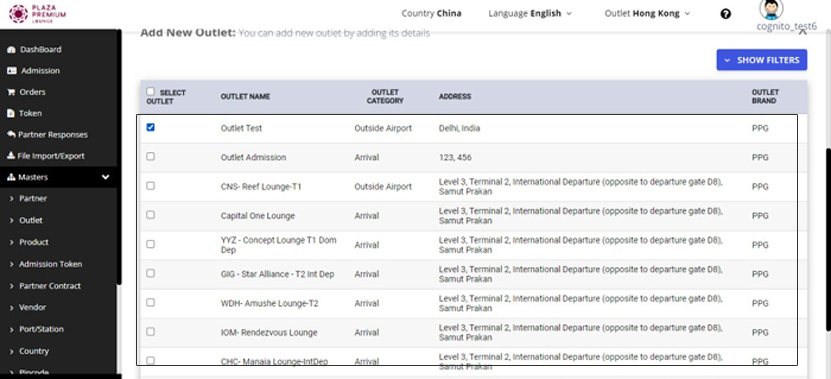 PLAZA PREMIUM LOUNGE
Country China
Language English
Outlet Hong Kong
cognito_test6
DashBoard
Admission
Orders
Token
Partner Responses
File Import/Export
Masters
Partner
Outlet
Product
Admission Token
Partner Contract
Vendor
Port/Station
Country
Pincode
Add New Outlet: You can add new outlet by adding its details
SHOW FILTERS
SELECT OUTLET OUTLET NAME OUTLET CATEGORY ADDRESS OUTLET BRAND
Outlet Test Outside Airport Delhi, India PPG
Outlet Admission Arrival 123, 456 PPG
CNS- Reef Lounge-T1 Outside Airport Level 3, Terminal 2, International Departure (opposite to departure gate D8), Samut Prakan PPG
Capital One Lounge Arrival Level 3, Terminal 2, International Departure (opposite to departure gate D8), Samut Prakan PPG
YYZ - Concept Lounge T1 Dom Dep Arrival Level 3, Terminal 2, International Departure (opposite to departure gate D8), Samut Prakan PPG
GIG - Star Alliance - T2 Int Dep Arrival Level 3, Terminal 2, International Departure (opposite to departure gate D8), Samut Prakan PPG
WDH- Amushe Lounge-T2 Arrival Level 3, Terminal 2, International Departure (opposite to departure gate D8), Samut Prakan PPG
IOM- Rendezvous Lounge Arrival Level 3, Terminal 2, International Departure (opposite to departure gate D8), Samut Prakan PPG
CHC- Manaia Lounge-IntDep Arrival Level 3, Terminal 2, International Departure (opposite to departure gate D8), Samut Prakan PPG